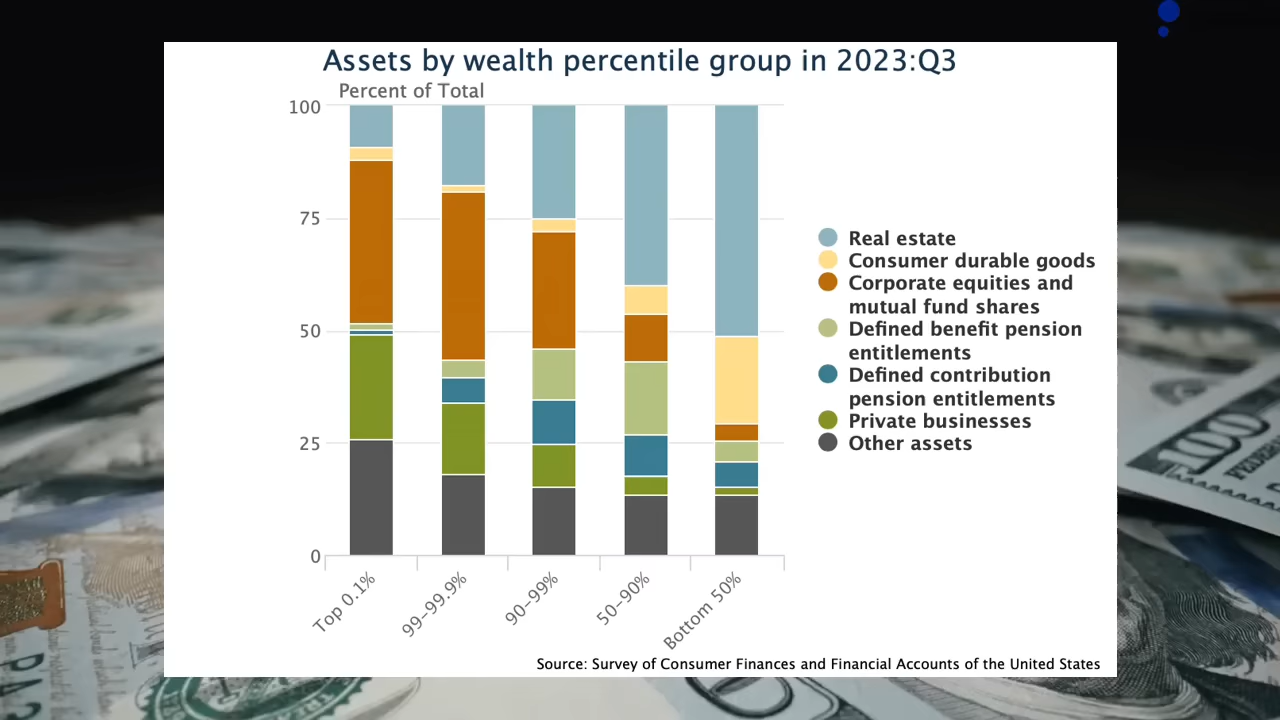 Assets by wealth percentile group in 2023:Q3
Percent of Total
100
75
50
25
0
Top 0.1%
99–99.9%
90–99%
50–90%
Bottom 50%
Real estate
Consumer durable goods
Corporate equities and
mutual fund shares
Defined benefit pension
entitlements
Defined contribution
pension entitlements
Private businesses
Other assets
Source: Survey of Consumer Finances and Financial Accounts of the United States
100